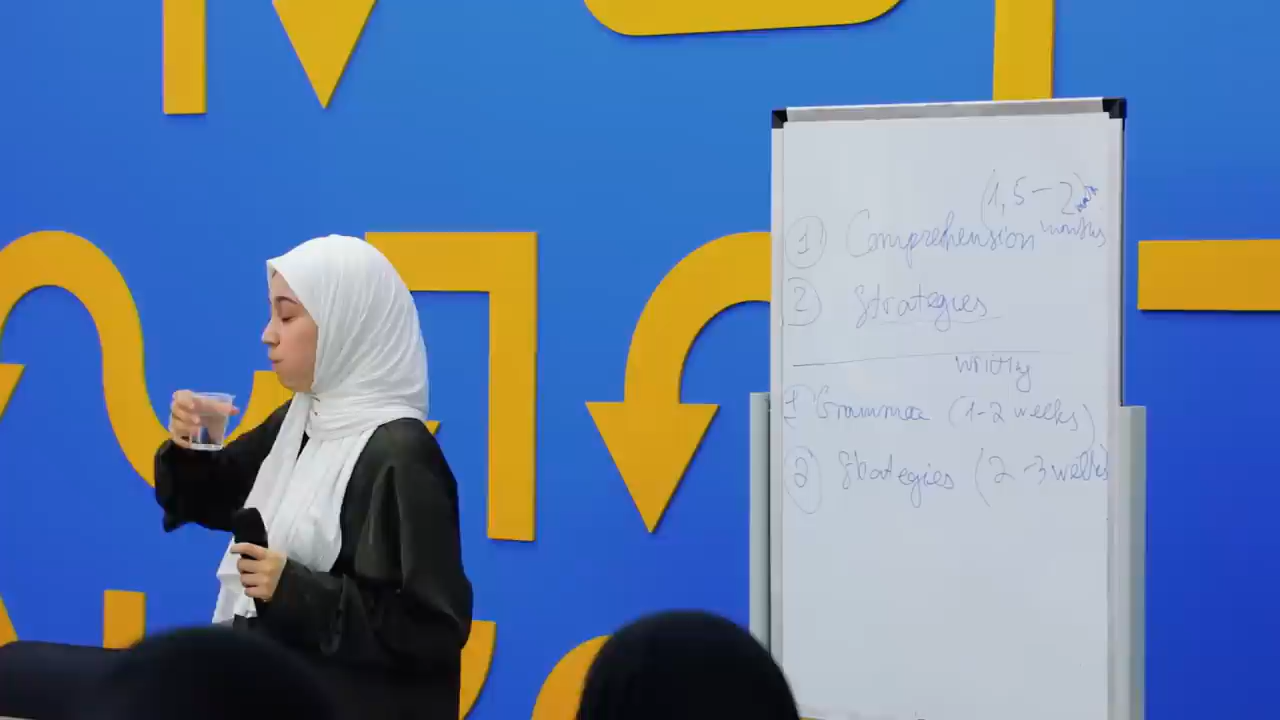 (1,5-2)
① Comprehension months
② Strategies
writing
1 Grammar (1-2 weeks)
② Strategies (2-3 weeks